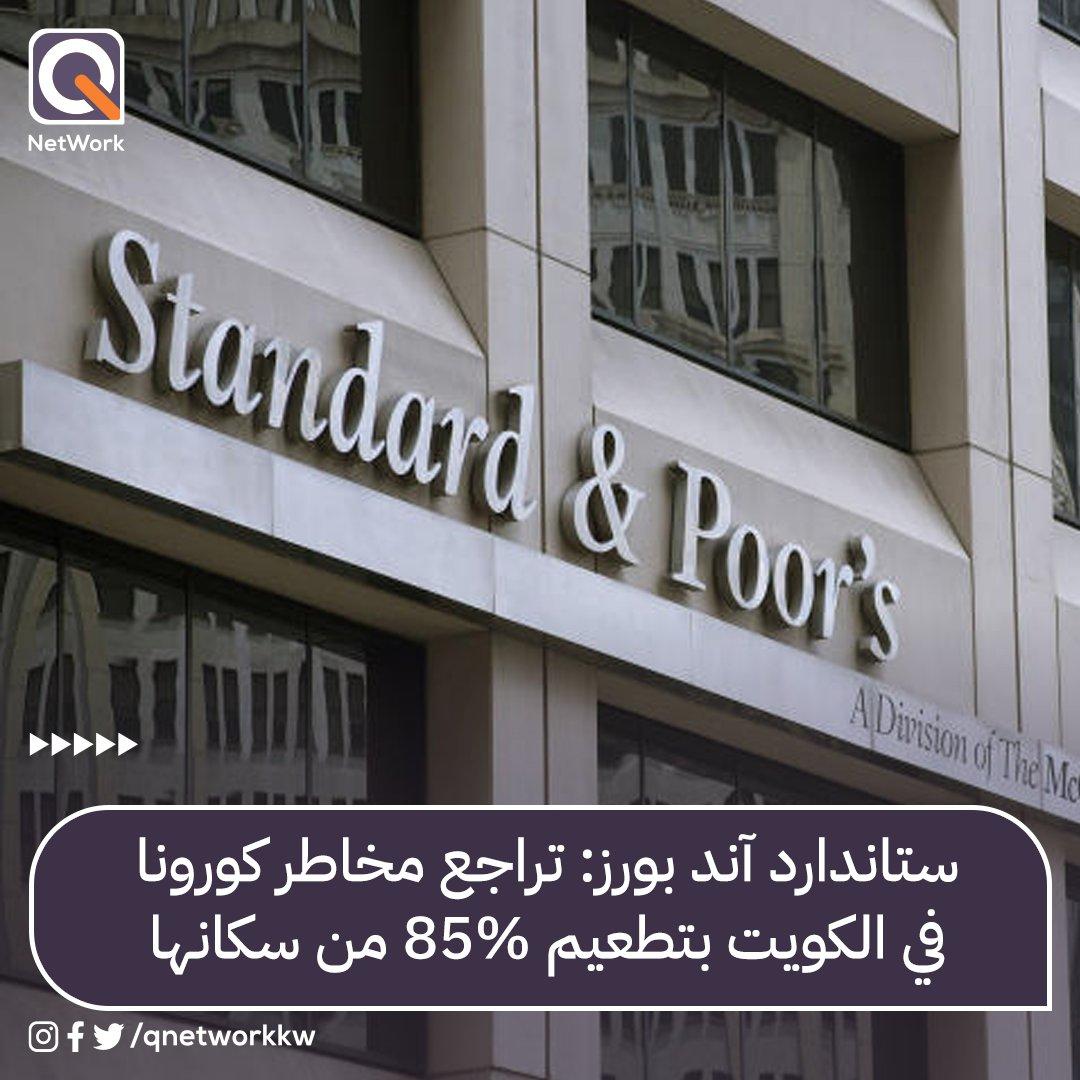 Q
NetWork
Standard & Poor's
A Division of The Mc
ستاندارد آند بورز: تراجع مخاطر كورونا
في الكويت بتطعيم %85 من سكانها
/qnetworkkw